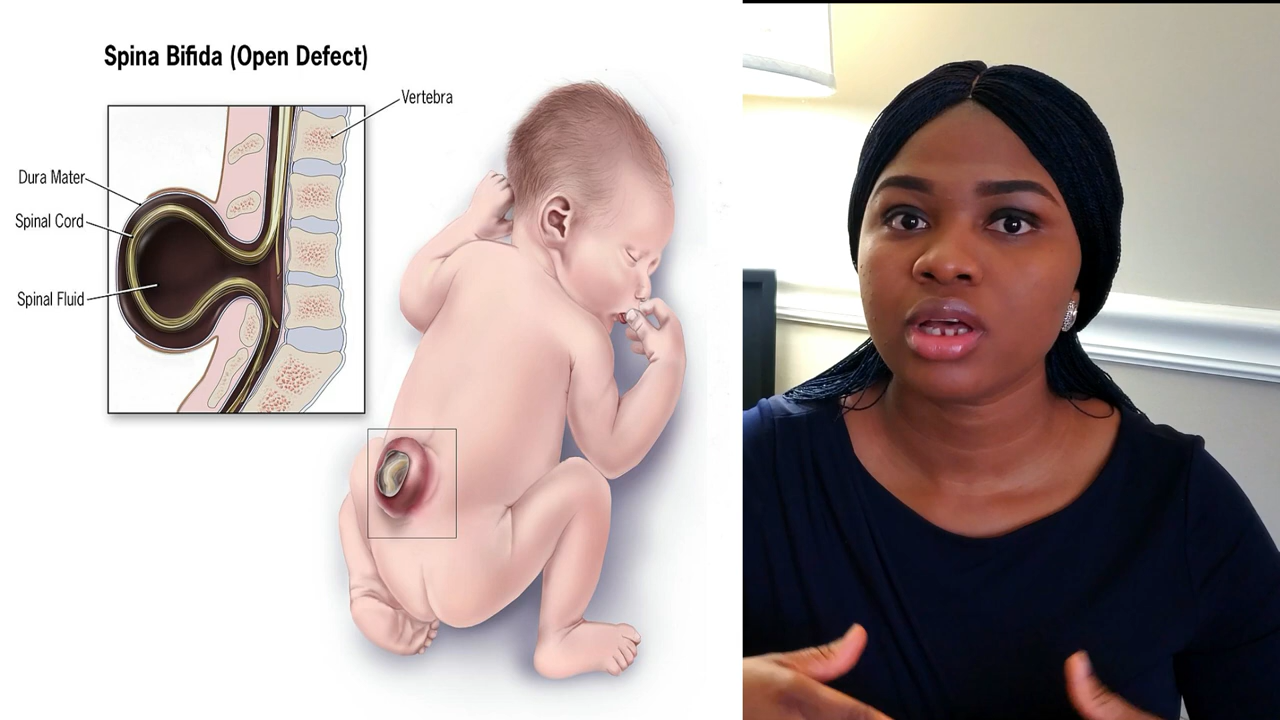 Spina Bifida (Open Defect)
Vertebra
Dura Mater
Spinal Cord
Spinal Fluid